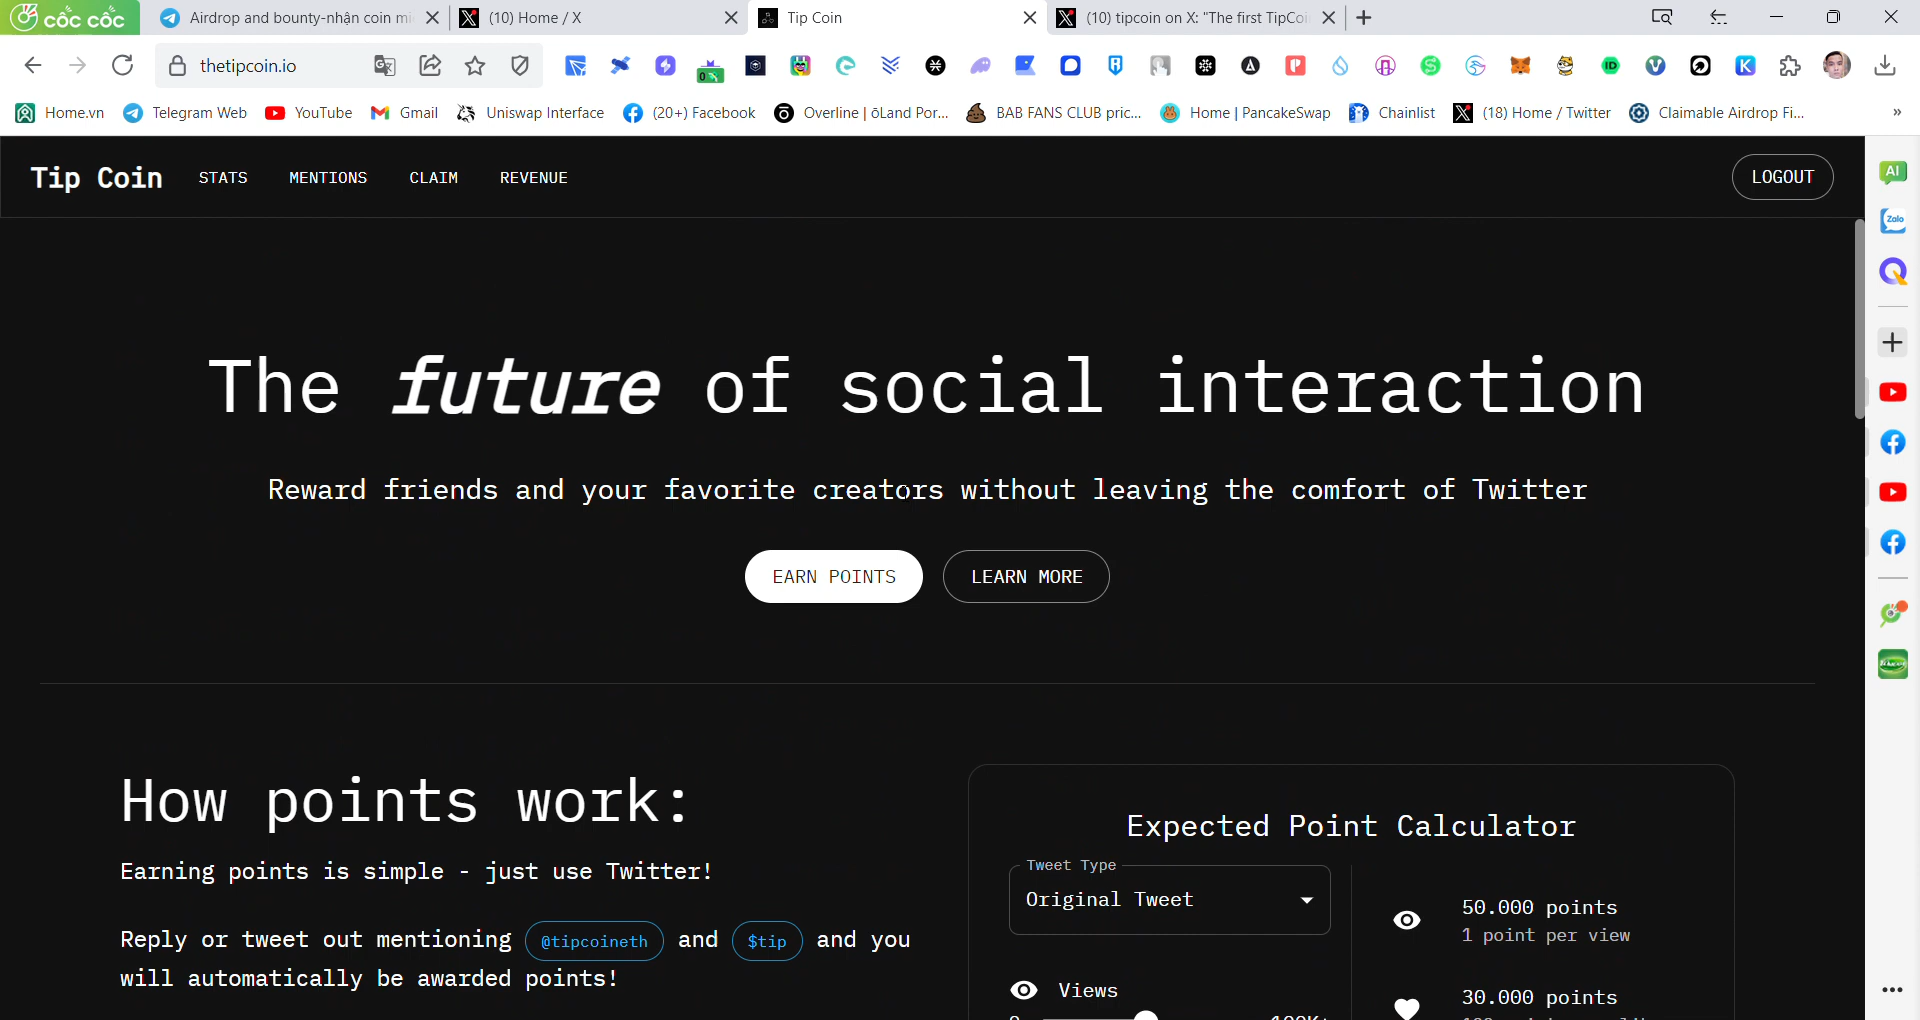 cốc cốc
Airdrop and bounty-nhận coin mi
(10) Home / X
Tip Coin
(10) tipcoin on X: "The first TipCoi
thetipcoin.io
Home.vn
Telegram Web
YouTube
Gmail
Uniswap Interface
(20+) Facebook
Overline | ōLand Por...
BAB FANS CLUB pric...
Home | PancakeSwap
Chainlist
(18) Home / Twitter
Claimable Airdrop Fi...
Tip Coin
STATS
MENTIONS
CLAIM
REVENUE
LOGOUT
AI
Zalo
The future of social interaction
Reward friends and your favorite creators without leaving the comfort of Twitter
EARN POINTS
LEARN MORE
How points work:
Earning points is simple - just use Twitter!
Reply or tweet out mentioning @tipcoineth and $tip and you
will automatically be awarded points!
Expected Point Calculator
Tweet Type
Original Tweet
Views
50.000 points
1 point per view
30.000 points